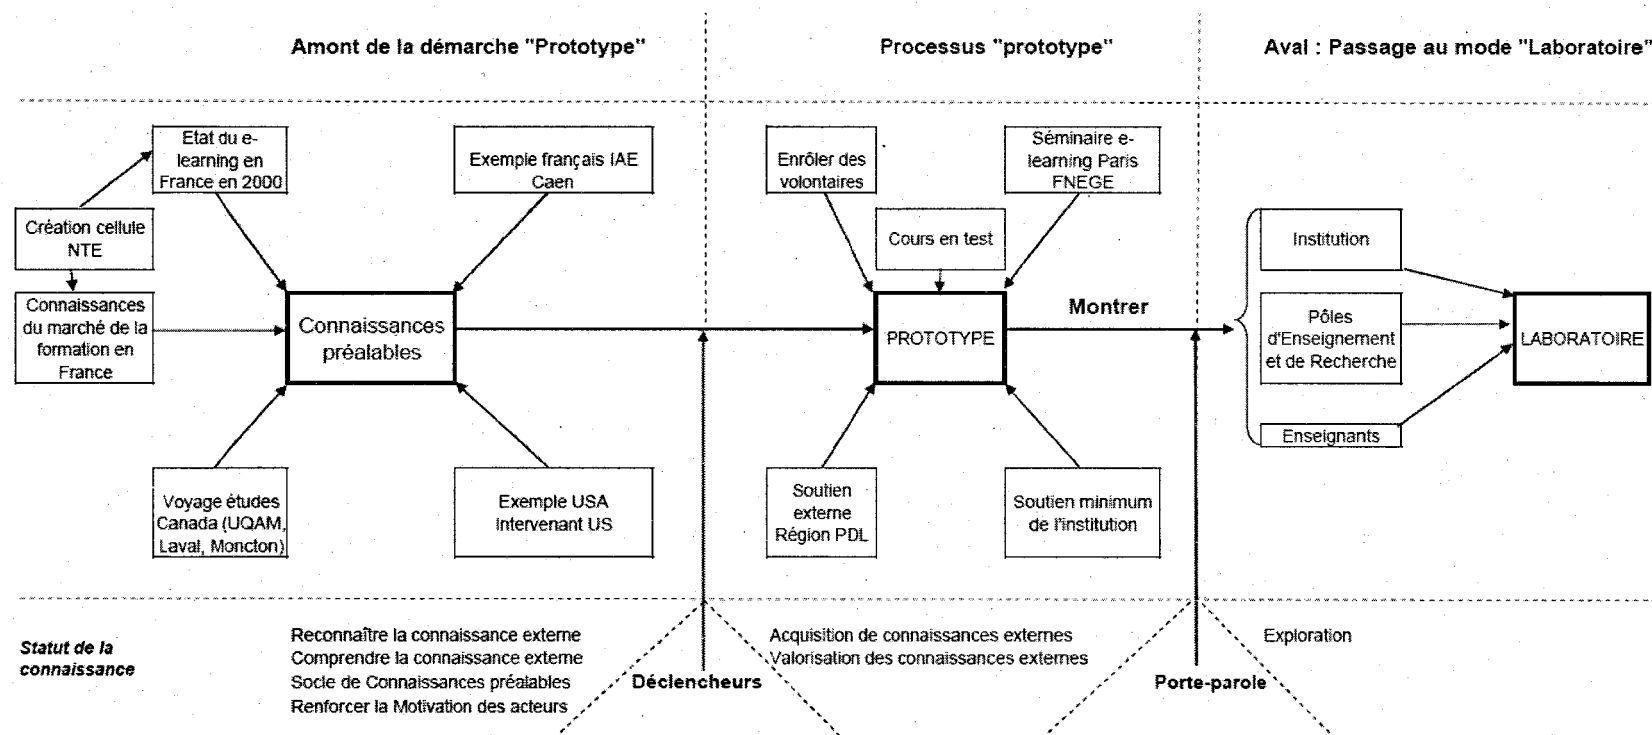 Amont de la démarche "Prototype"
Processus "prototype"
Aval : Passage au mode "Laboratoire"
Etat du e-
learning en
France en 2000
Exemple français IAE
Caen
Création cellule
NTE
Connaissances
du marché de la
formation en
France
Connaissances
préalables
Voyage études
Canada (UQAM,
Laval, Moncton)
Exemple USA
Intervenant US
Enrôler des
volontaires
Séminaire e-
learning Paris
FNEGE
Cours en test
PROTOTYPE
Montrer
Soutien
externe
Région PDL
Soutien minimum
de l'institution
Institution
Pôles
d'Enseignement
et de Recherche
Enseignants
LABORATOIRE
Statut de la
connaissance
Reconnaître la connaissance externe
Comprendre la connaissance externe
Socle de Connaissances préalables
Renforcer la Motivation des acteurs
Déclencheurs
Acquisition de connaissances externes
Valorisation des connaissances externes
Porte-parole
Exploration